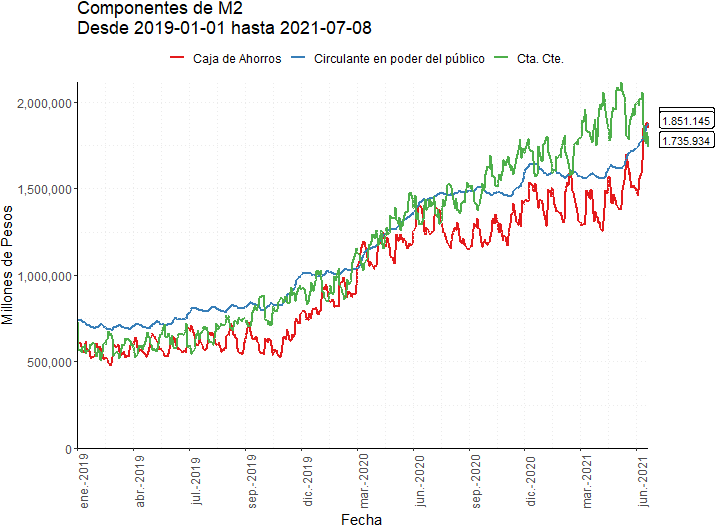 Componentes de M2
Desde 2019-01-01 hasta 2021-07-08
Caja de Ahorros Circulante en poder del público Cta. Cte.
Millones de Pesos
2,000,000
1,500,000
1,000,000
500,000
0
1.851.145
1.735.934
ene.-2019 abr.-2019 jul.-2019 sep.-2019 dic.-2019 mar.-2020 jun.-2020 sep.-2020 dic.-2020 mar.-2021 jun.-2021
Fecha